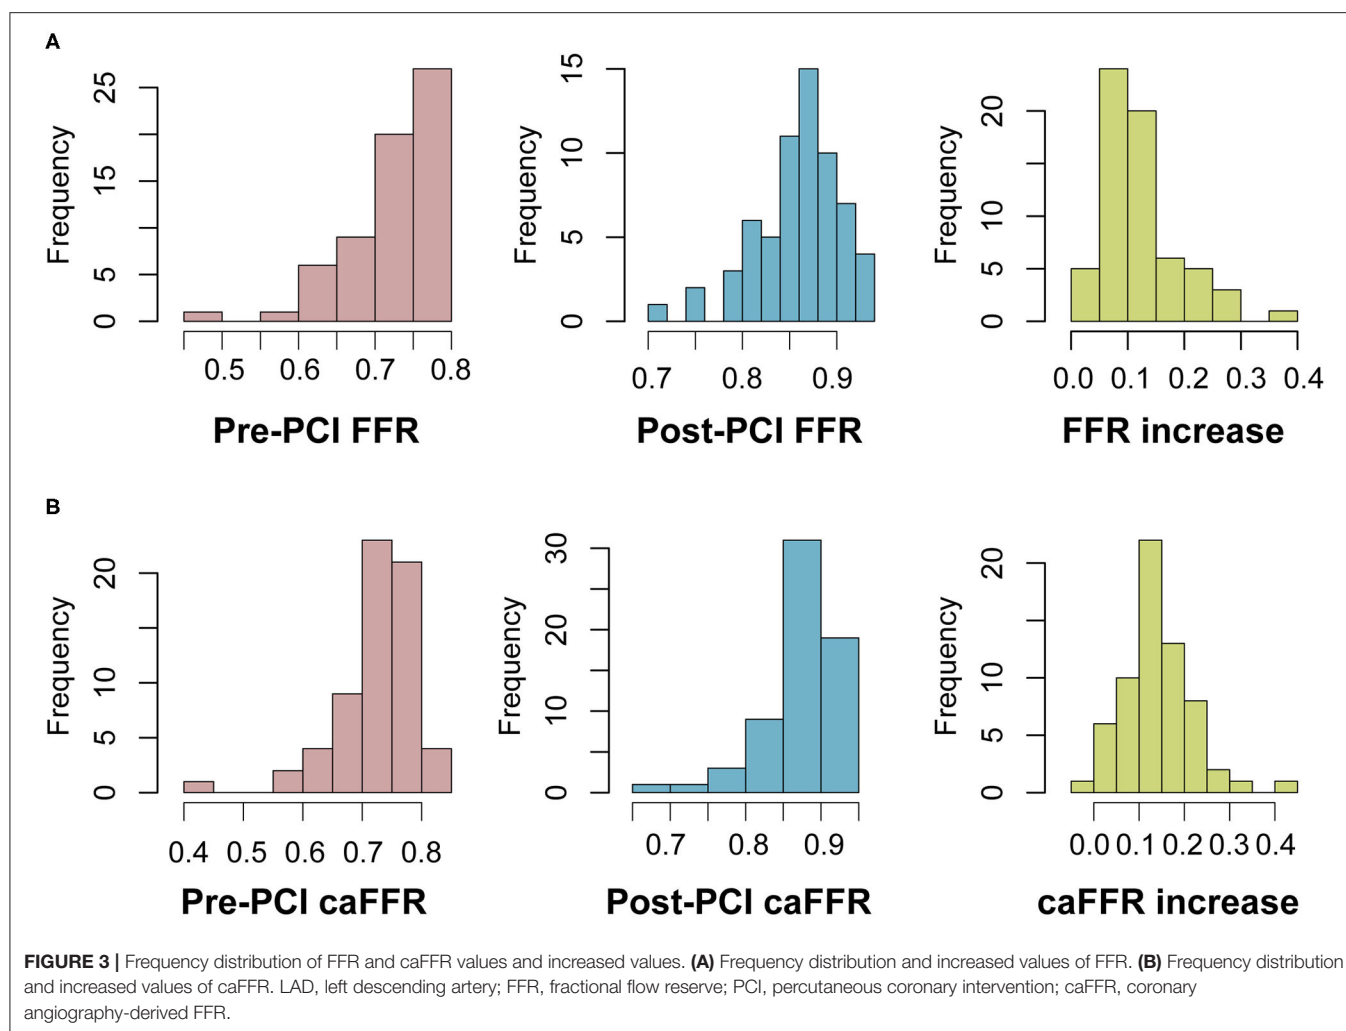 A
Frequency
0 5 15 25
0.5 0.6 0.7 0.8
Pre-PCI FFR
Frequency
0 5 10 15
0.7 0.8 0.9
Post-PCI FFR
Frequency
0 5 10 20
0.0 0.1 0.2 0.3 0.4
FFR increase
B
Frequency
0 5 10 20
0.4 0.5 0.6 0.7 0.8
Pre-PCI caFFR
Frequency
0 10 20 30
0.7 0.8 0.9
Post-PCI caFFR
Frequency
0 5 10 20
0.0 0.1 0.2 0.3 0.4
caFFR increase
FIGURE 3 | Frequency distribution of FFR and caFFR values and increased values. (A) Frequency distribution and increased values of FFR. (B) Frequency distribution
and increased values of caFFR. LAD, left descending artery; FFR, fractional flow reserve; PCI, percutaneous coronary intervention; caFFR, coronary
angiography-derived FFR.